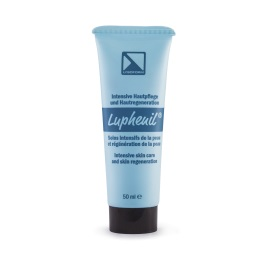 Intensive Hautpflege
und Hautregeneration
Luphenil®
Soins intensifs de la peau
et régénération de la peau
Intensive skin care
and skin regeneration
50 ml e